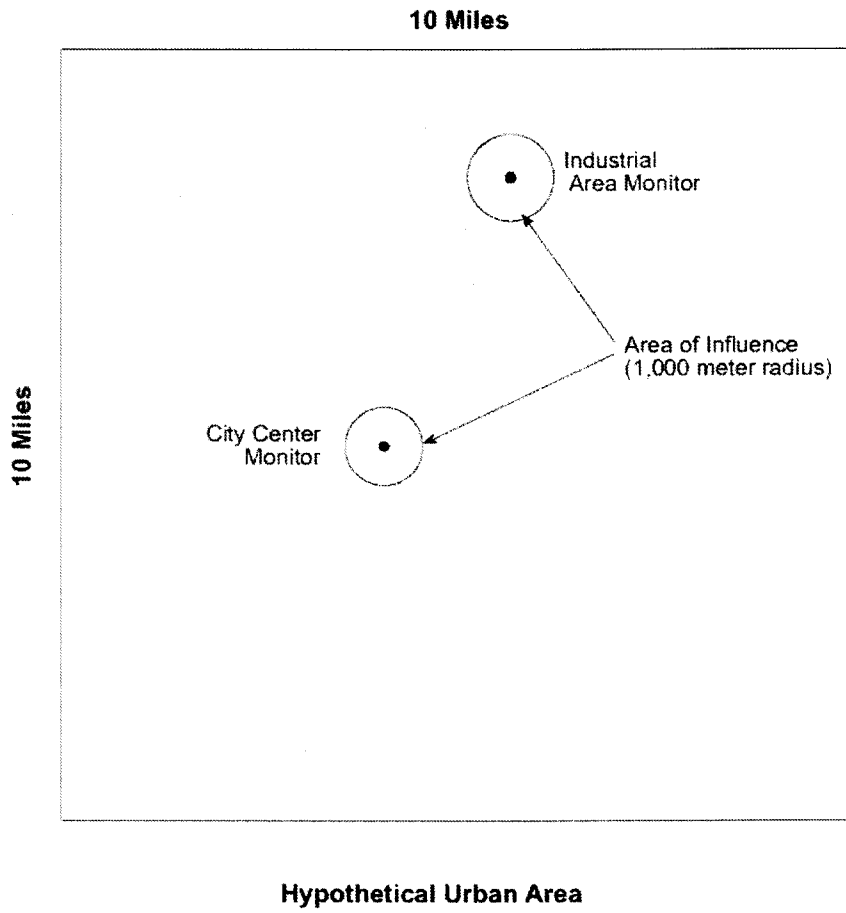 10 Miles
Industrial
Area Monitor
Area of Influence
(1,000 meter radius)
City Center
Monitor
10 Miles
Hypothetical Urban Area